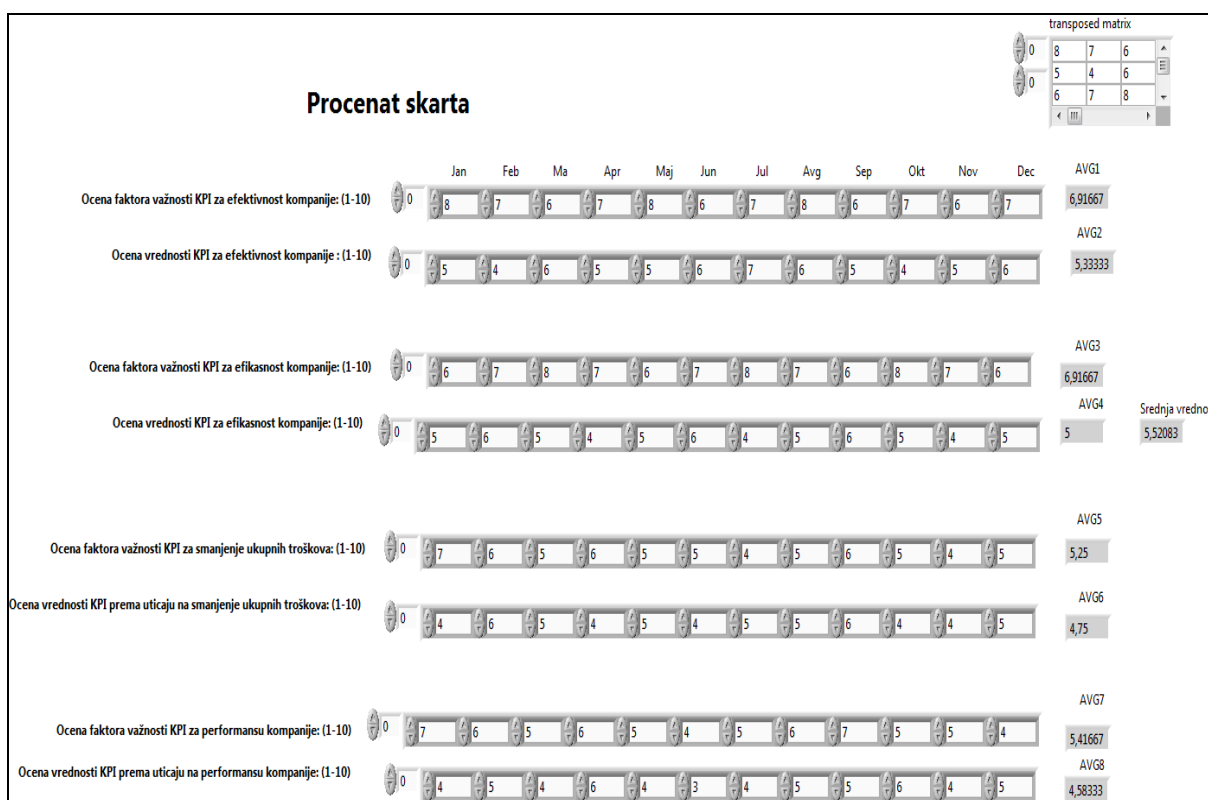 transposed matrix
0 8 7 6
0 5 4 6
6 7 8
Procenat skarta
Jan Feb Ma Apr Maj Jun Jul Avg Sep Okt Nov Dec AVG1
Ocena faktora važnosti KPI za efektivnost kompanije: (1-10) 0 8 7 6 7 8 6 7 8 6 7 6 7 6,91667
AVG2
Ocena vrednosti KPI za efektivnost kompanije : (1-10) 0 5 4 6 5 5 6 7 6 5 4 5 6 5,33333
AVG3
Ocena faktora važnosti KPI za efikasnost kompanije: (1-10) 0 6 7 8 7 6 7 8 7 6 8 7 6 6,91667
AVG4 Srednja vredno
Ocena vrednosti KPI za efikasnost kompanije: (1-10) 0 5 6 5 4 5 6 4 5 6 5 4 5 5 5,52083
AVG5
Ocena faktora važnosti KPI za smanjenje ukupnih troškova: (1-10) 0 7 6 5 6 5 5 4 5 6 5 4 5 5,25
AVG6
Ocena vrednosti KPI prema uticaju na smanjenje ukupnih troškova: (1-10) 0 4 6 5 4 5 4 5 5 6 4 4 5 4,75
AVG7
Ocena faktora važnosti KPI za performansu kompanije: (1-10) 0 7 6 5 6 5 4 5 6 7 5 5 4 5,41667
AVG8
Ocena vrednosti KPI prema uticaju na performansu kompanije: (1-10) 0 4 5 4 6 4 3 4 5 5 6 4 5 4,58333